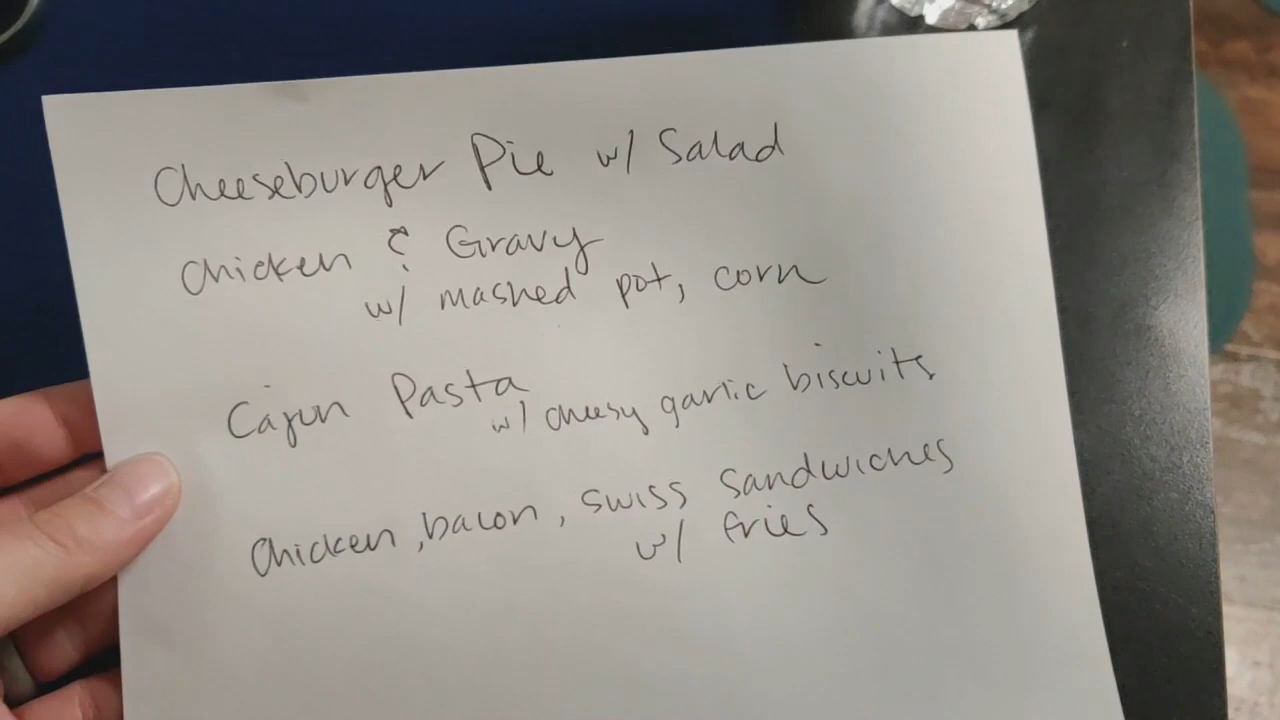 Cheeseburger Pie w/ Salad
Chicken & Gravy
w/ mashed pot, corn
Cajun Pasta
w/ cheesy garlic biscuits
Chicken, bacon, swiss sandwiches
w/ fries